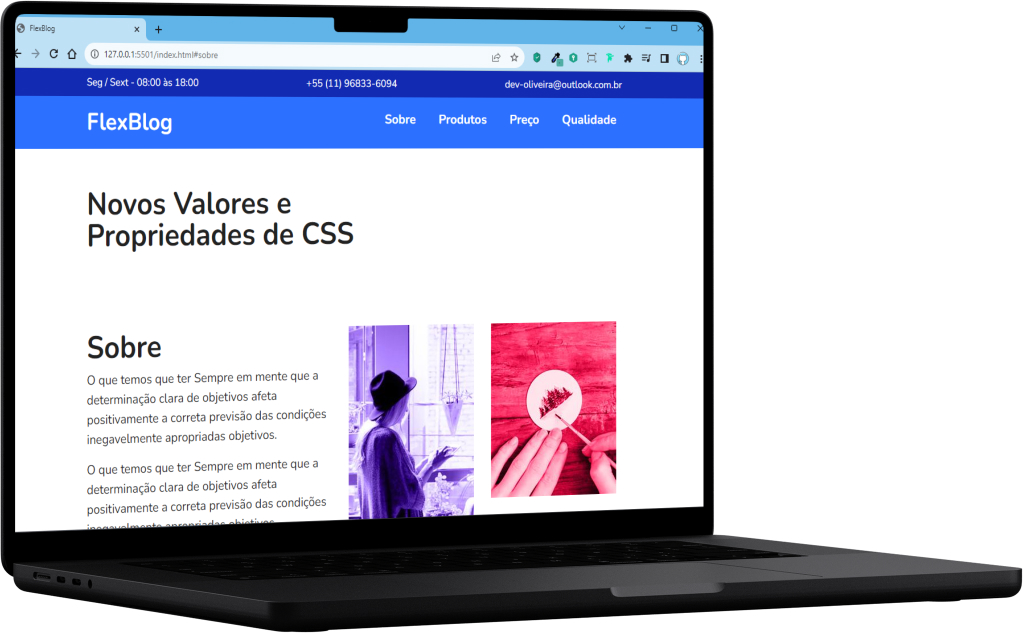 FlexBlog
127.0.0.1:5501/index.html#sobre
Seg / Sext - 08:00 às 18:00
+55 (11) 96833-6094
dev-oliveira@outlook.com.br
FlexBlog
Sobre
Produtos
Preço
Qualidade
Novos Valores e
Propriedades de CSS
Sobre
O que temos que ter Sempre em mente que a
determinação clara de objetivos afeta
positivamente a correta previsão das condições
inegavelmente apropriadas objetivos.
O que temos que ter Sempre em mente que a
determinação clara de objetivos afeta
positivamente a correta previsão das condições
inegavelmente apropriadas objetivos